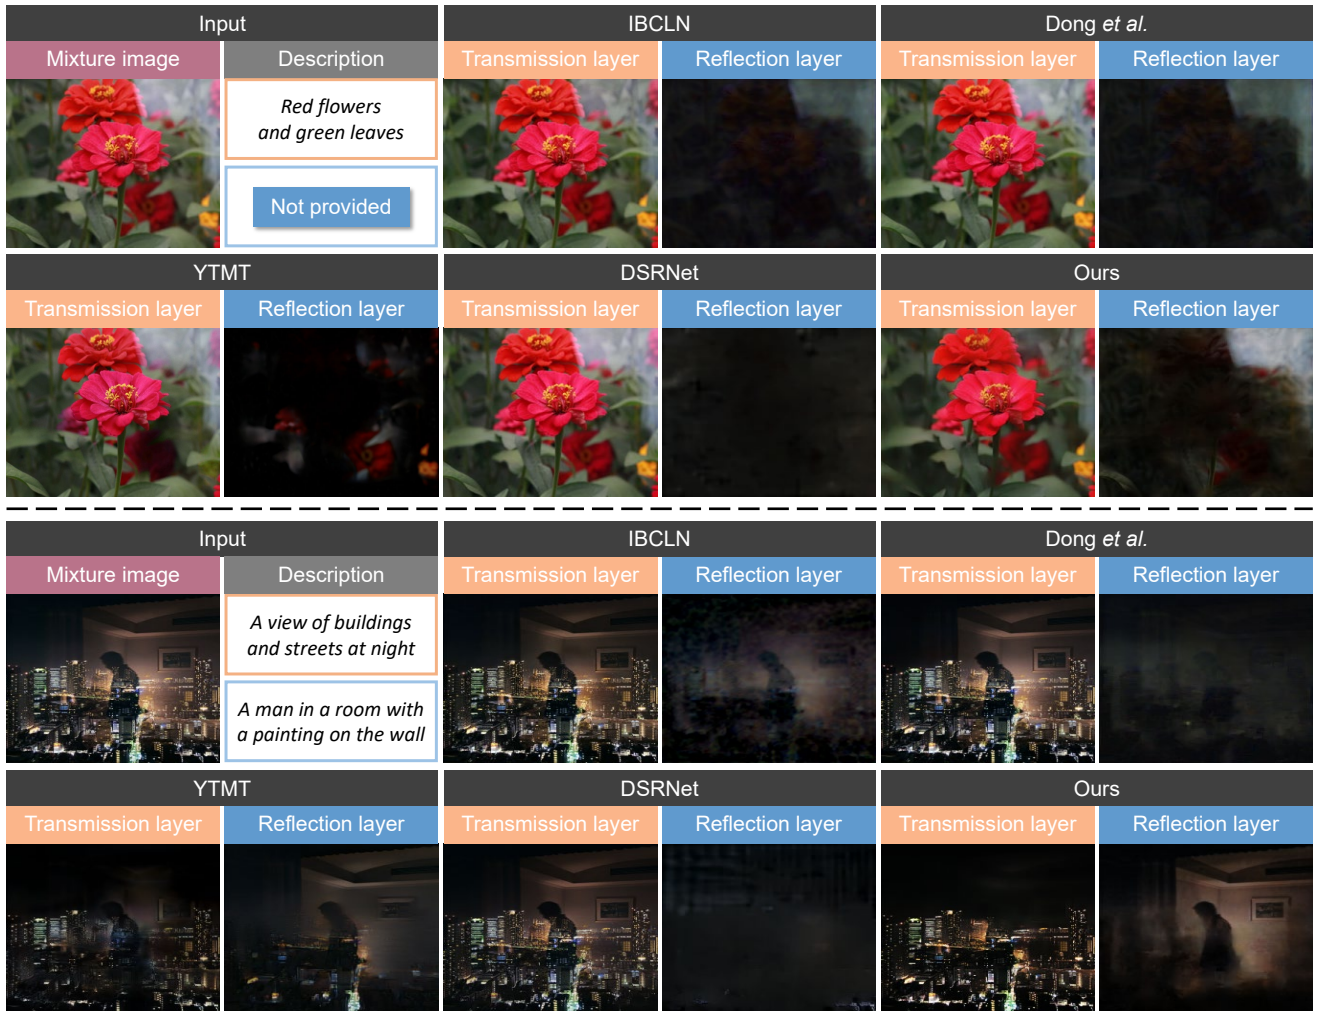 Input
IBCLN
Dong et al.
Mixture image
Description
Transmission layer
Reflection layer
Transmission layer
Reflection layer
Red flowers
and green leaves
Not provided
YTMT
DSRNet
Ours
Transmission layer
Reflection layer
Transmission layer
Reflection layer
Transmission layer
Reflection layer
Input
IBCLN
Dong et al.
Mixture image
Description
Transmission layer
Reflection layer
Transmission layer
Reflection layer
A view of buildings
and streets at night
A man in a room with
a painting on the wall
YTMT
DSRNet
Ours
Transmission layer
Reflection layer
Transmission layer
Reflection layer
Transmission layer
Reflection layer